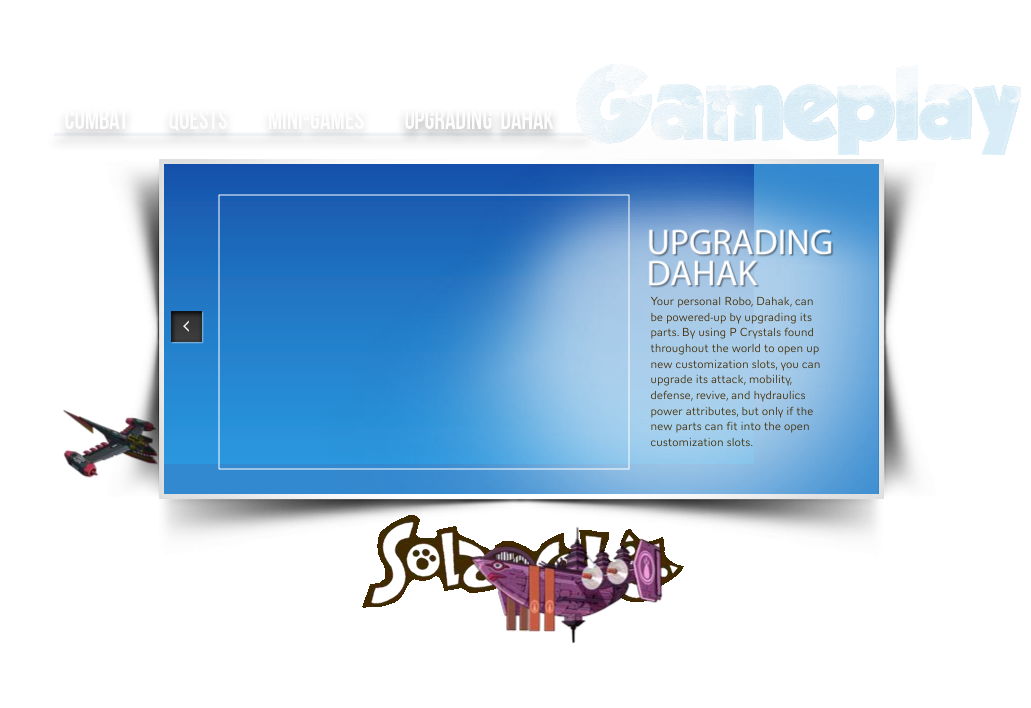 COMBAT QUESTS MINI-GAMES UPGRADING DAHAK
Gameplay
UPGRADING
DAHAK
Your personal Robo, Dahak, can
be powered-up by upgrading its
parts. By using P Crystals found
throughout the world to open up
new customization slots, you can
upgrade its attack, mobility,
defense, revive, and hydraulics
power attributes, but only if the
new parts can fit into the open
customization slots.